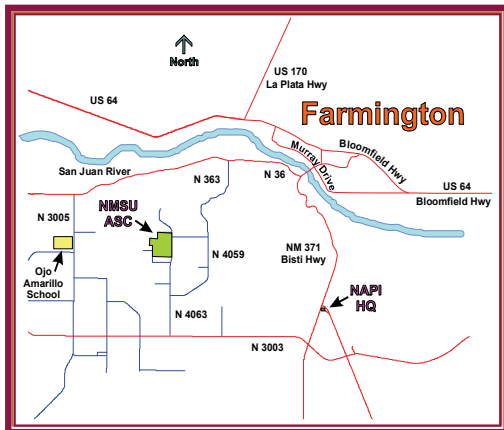 North
US 170
La Plata Hwy
US 64
Farmington
Murray Drive
Bloomfield Hwy
San Juan River
N 363
N 36
US 64
Bloomfield Hwy
N 3005
NMSU
ASC
N 4059
NM 371
Bisti Hwy
Ojo
Amarillo
School
NAPI
HQ
N 4063
N 3003